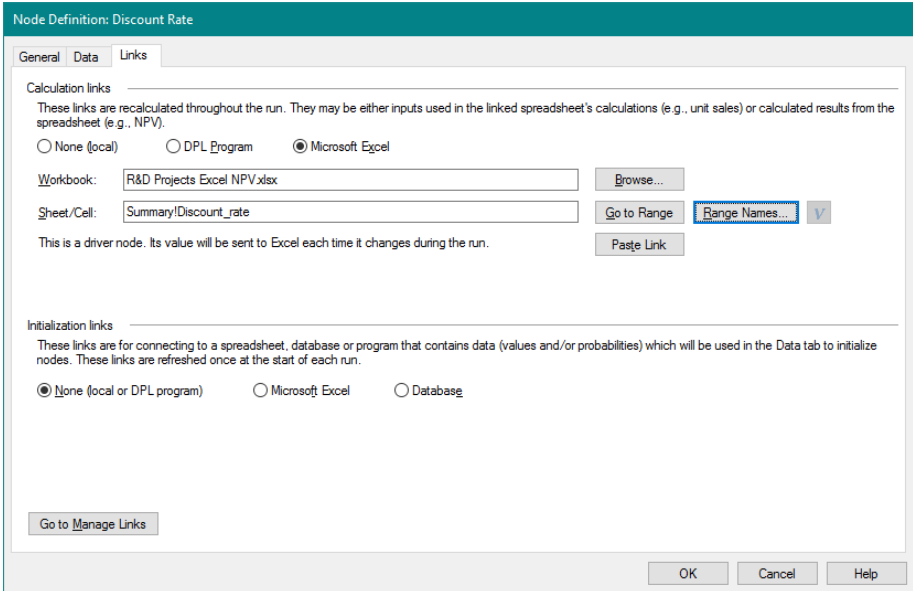 Node Definition: Discount Rate
General Data Links
Calculation links
These links are recalculated throughout the run. They may be either inputs used in the linked spreadsheet's calculations (e.g., unit sales) or calculated results from the
spreadsheet (e.g., NPV).
None (local) DPL Program Microsoft Excel
Workbook: R&D Projects Excel NPV.xlsx Browse...
Sheet/Cell: Summary!Discount_rate Go to Range Range Names... V
This is a driver node. Its value will be sent to Excel each time it changes during the run. Paste Link
Initialization links
These links are for connecting to a spreadsheet, database or program that contains data (values and/or probabilities) which will be used in the Data tab to initialize
nodes. These links are refreshed once at the start of each run.
None (local or DPL program) Microsoft Excel Database
Go to Manage Links
OK Cancel Help